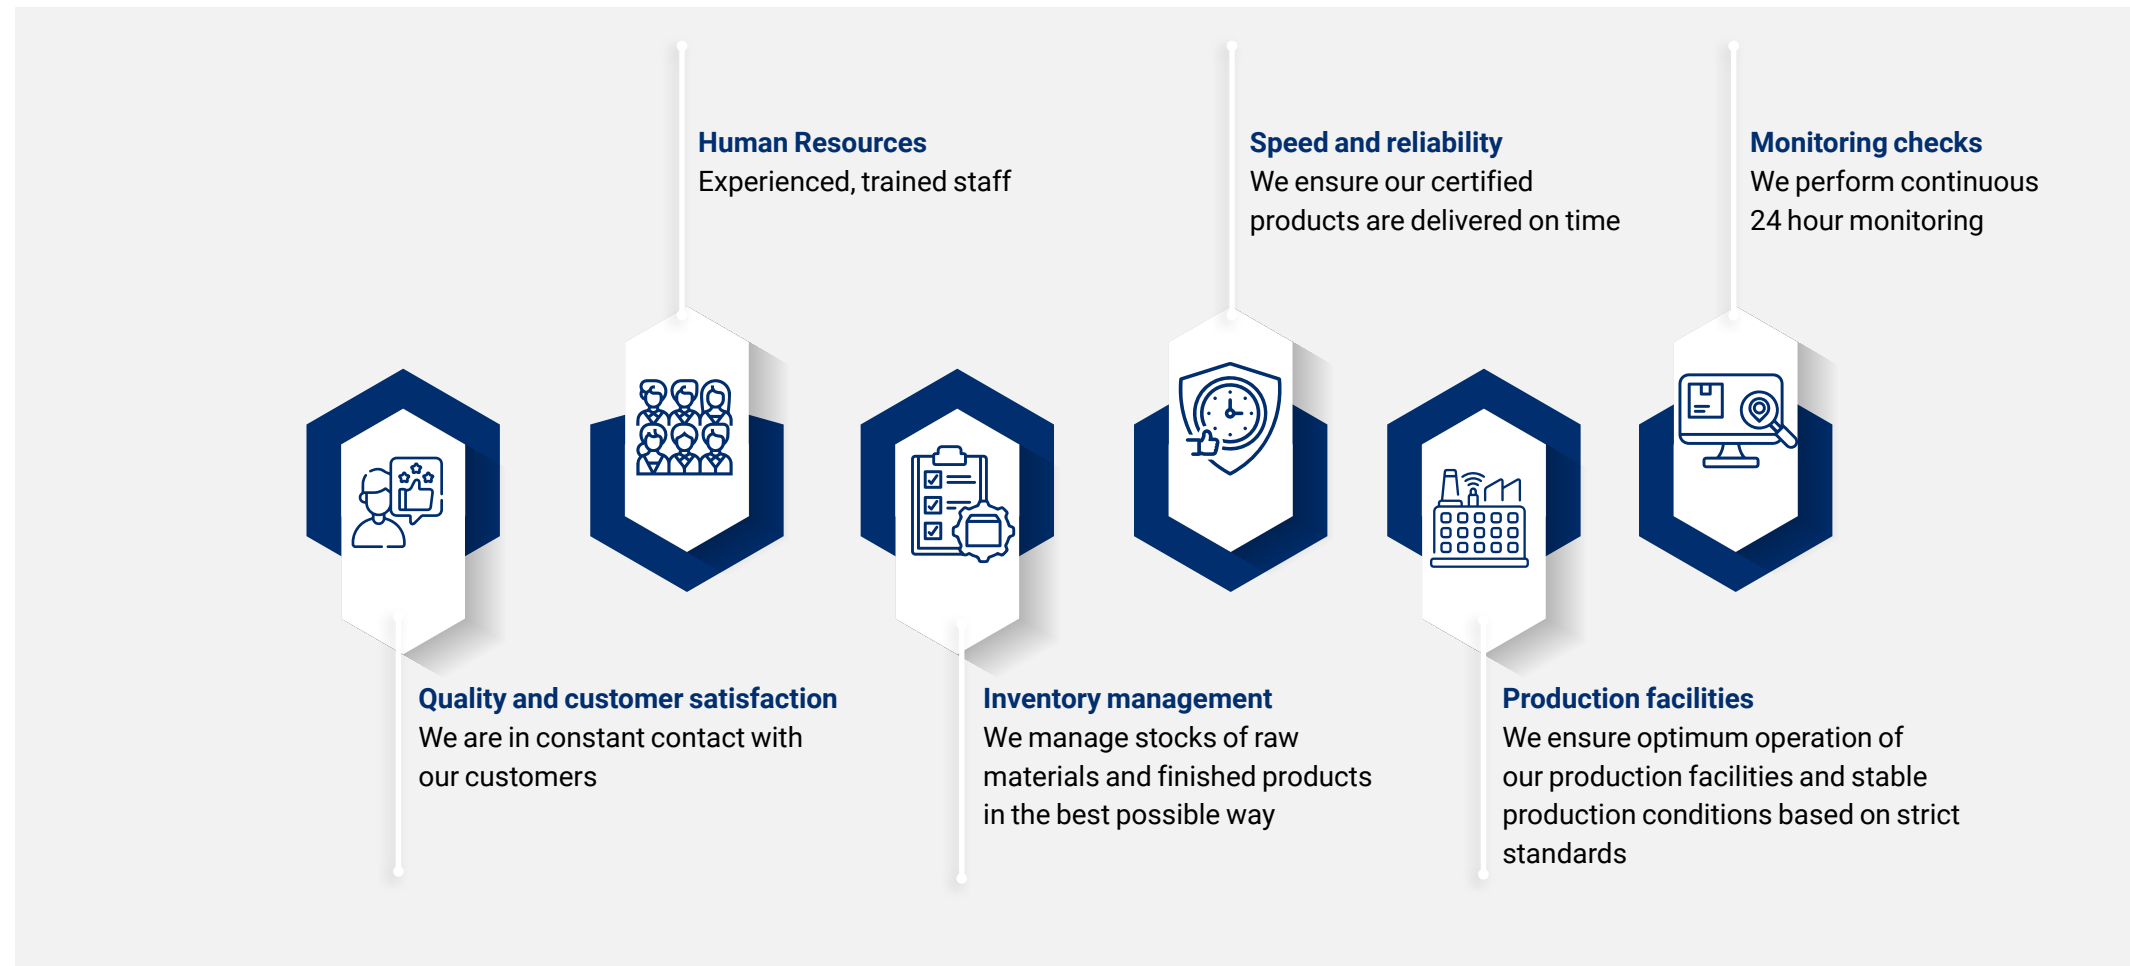 Human Resources
Experienced, trained staff
Speed and reliability
We ensure our certified
products are delivered on time
Monitoring checks
We perform continuous
24 hour monitoring
Quality and customer satisfaction
We are in constant contact with
our customers
Inventory management
We manage stocks of raw
materials and finished products
in the best possible way
Production facilities
We ensure optimum operation of
our production facilities and stable
production conditions based on strict
standards